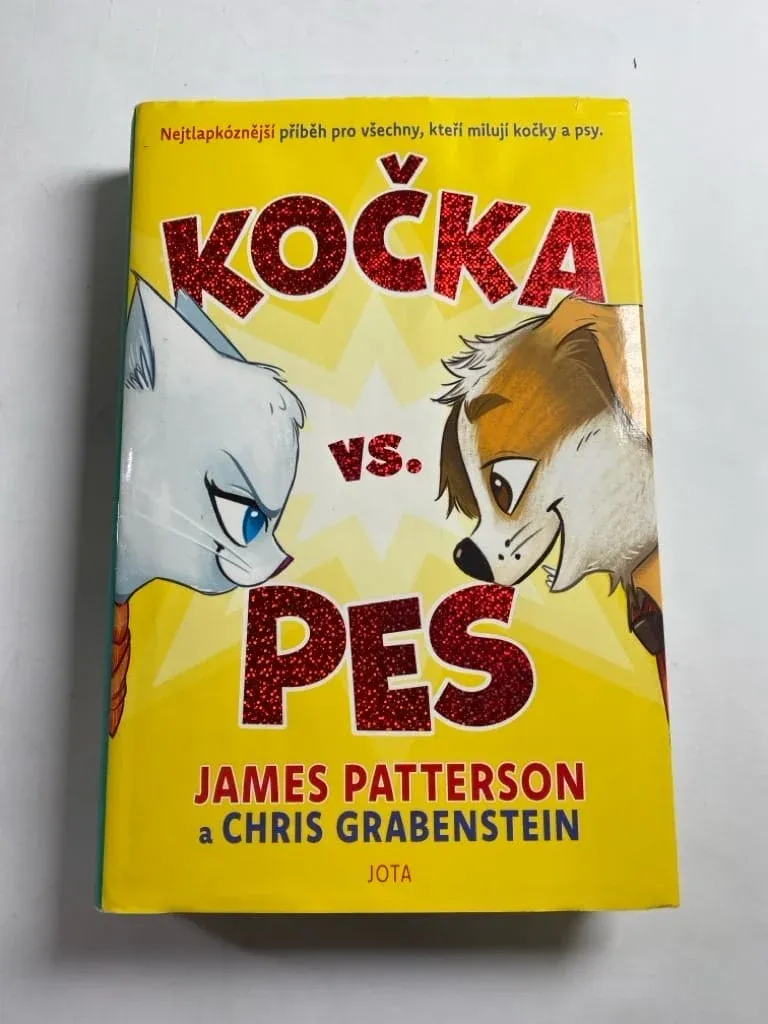 Nejtlapkóznější příběh pro všechny, kteří milují kočky a psy.
KOČKA
vs.
PES
JAMES PATTERSON
a CHRIS GRABENSTEIN
JOTA